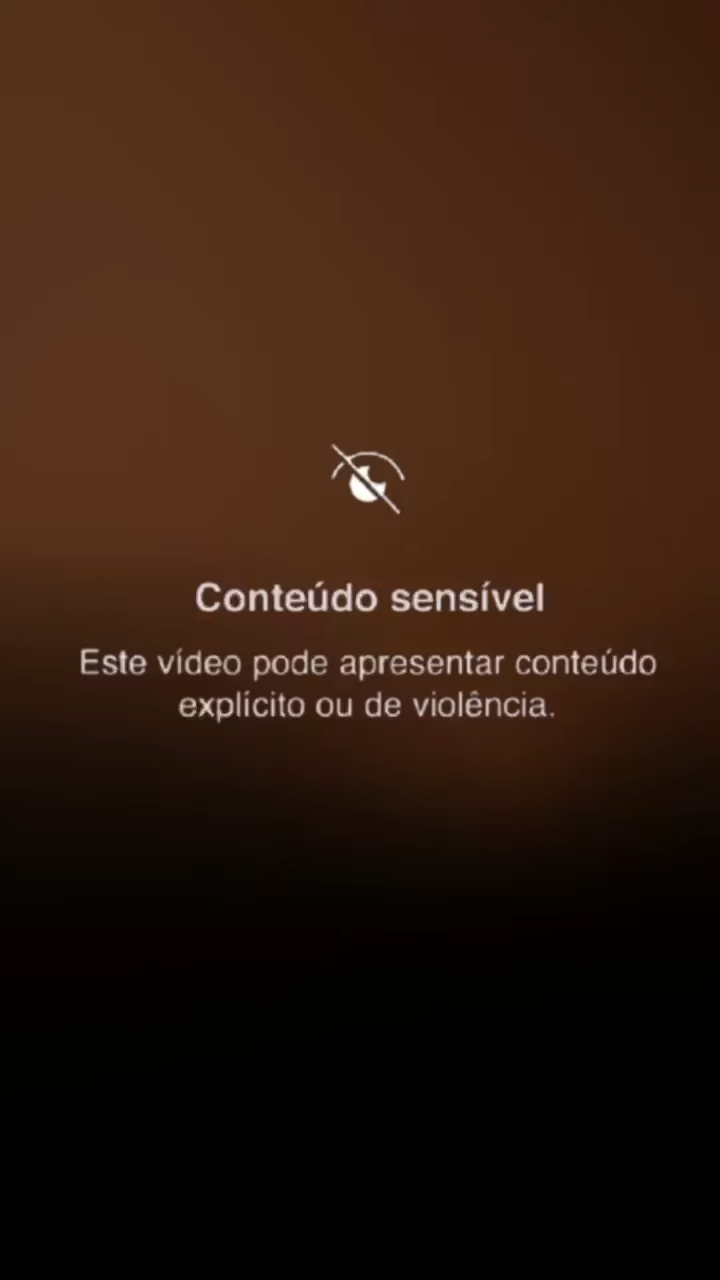 Conteúdo sensível
Este vídeo pode apresentar conteúdo
explícito ou de violência.